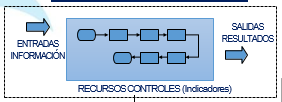 ENTRADAS
INFORMACIÓN
SALIDAS
RESULTADOS
RECURSOS CONTROLES (Indicadores)